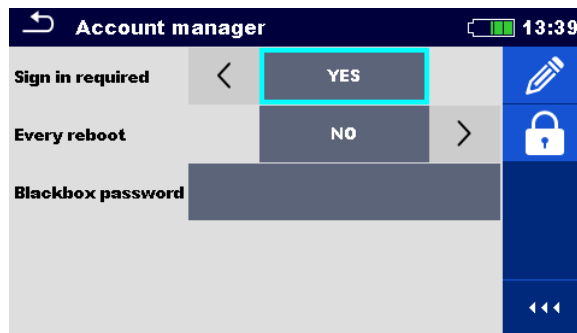 Account manager 13:39
Sign in required YES
Every reboot NO
Blackbox password